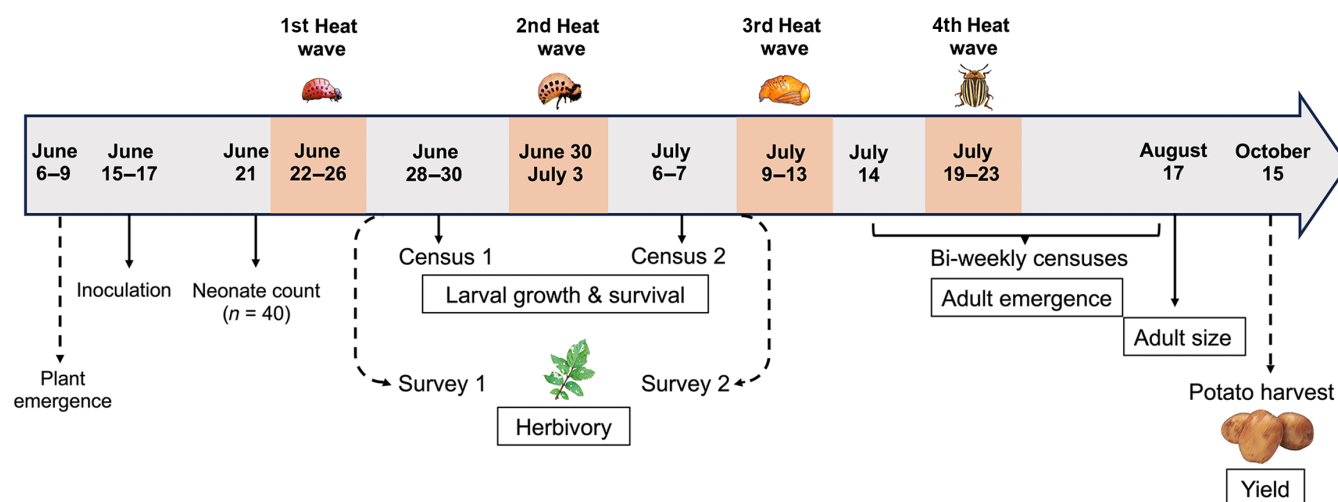 1st Heat
wave
2nd Heat
wave
3rd Heat
wave
4th Heat
wave
June
6–9
June
15–17
June
21
June
22–26
June
28–30
June 30
July 3
July
6–7
July
9–13
July
14
July
19–23
August
17
October
15
Census 1
Census 2
Bi-weekly censuses
Inoculation
Neonate count
(n = 40)
Larval growth & survival
Adult emergence
Adult size
Plant
emergence
Survey 1
Survey 2
Potato harvest
Herbivory
Yield